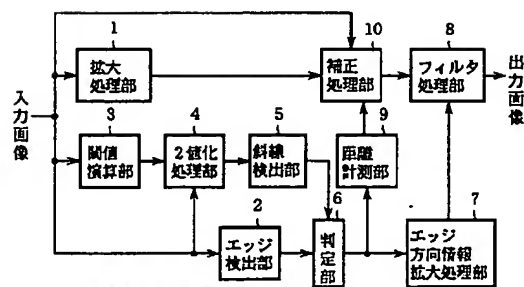 1
拡大
処理部
10
補正
処理部
8
フィルタ
処理部
出力画像
入力画像
3
閾値
演算部
4
2値化
処理部
5
斜線
検出部
9
距離
計測部
2
エッジ
検出部
6
判定部
7
エッジ
方向情報
拡大処理部